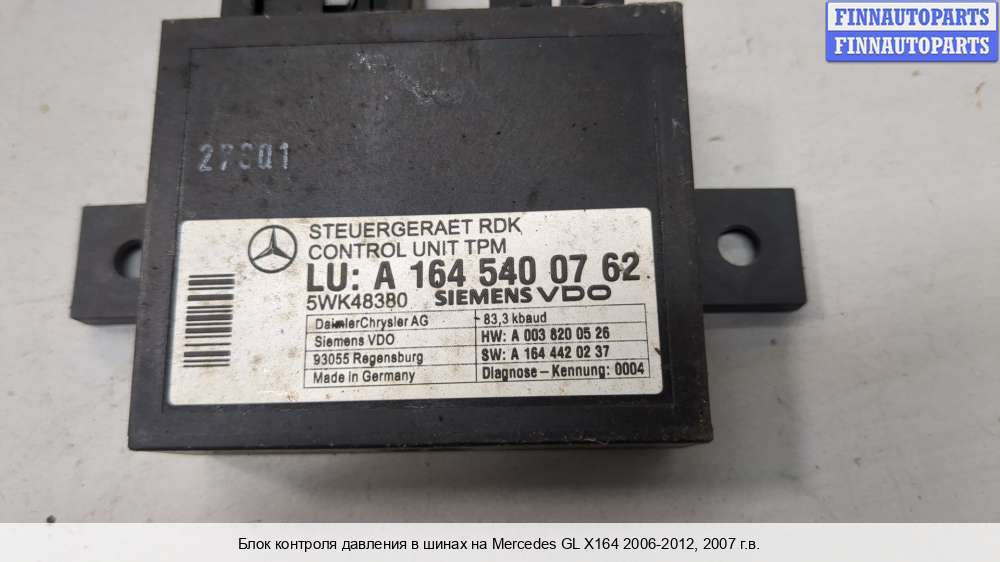 FINNAUTOPARTS
FINNAUTOPARTS
STEUERGERAET RDK
CONTROL UNIT TPM
LU: A 164 540 07 62
5WK48380 SIEMENS VDO
DaimlerChrysler AG
Siemens VDO
93055 Regensburg
Made in Germany
83,3 kbaud
HW: A 003 820 05 26
SW: A 164 442 02 37
Diagnose – Kennung: 0004
Блок контроля давления в шинах на Mercedes GL X164 2006-2012, 2007 г.в.